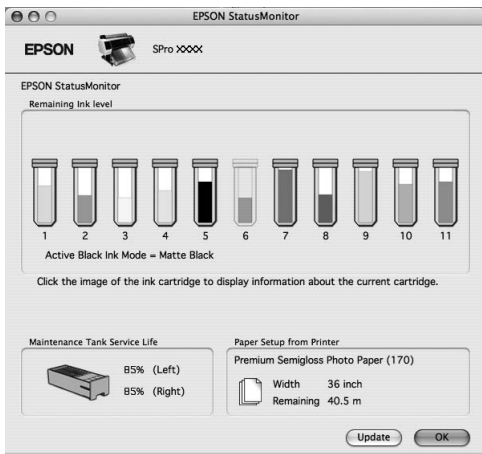 EPSON StatusMonitor
EPSON
SPro XXXX
EPSON StatusMonitor
Remaining Ink level
1 2 3 4 5 6 7 8 9 10 11
Active Black Ink Mode = Matte Black
Click the image of the ink cartridge to display information about the current cartridge.
Maintenance Tank Service Life
85% (Left)
85% (Right)
Paper Setup from Printer
Premium Semigloss Photo Paper (170)
Width 36 inch
Remaining 40.5 m
Update OK